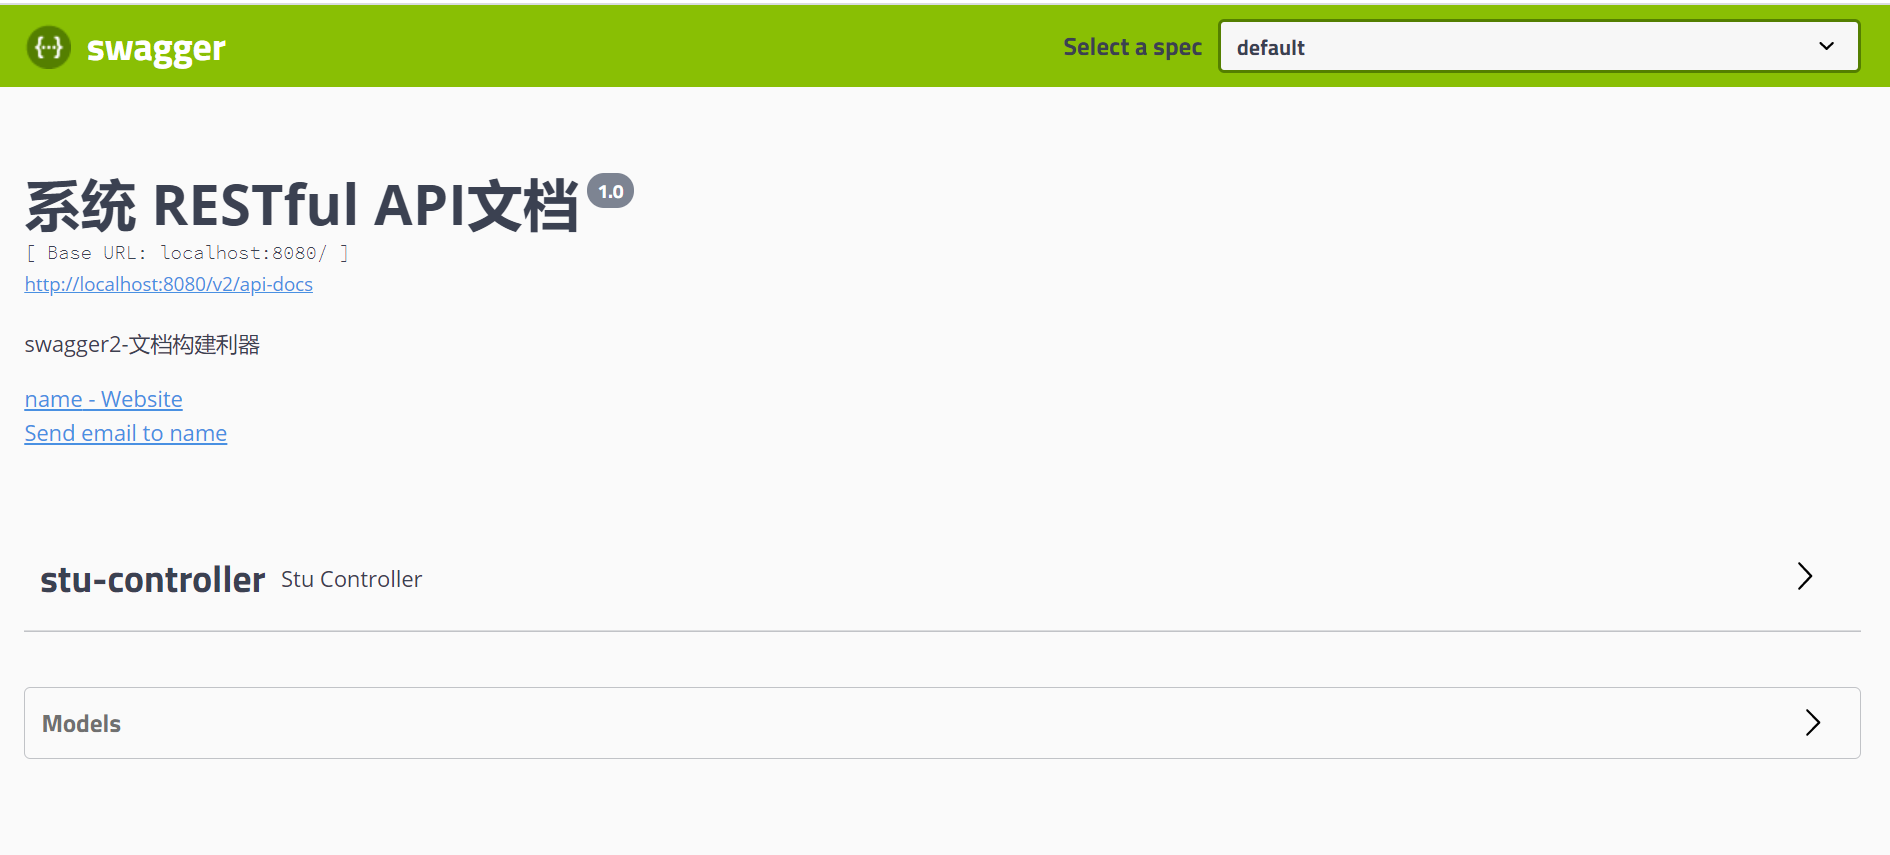 swagger
Select a spec
default
系统 RESTful API文档 1.0
[ Base URL: localhost:8080/ ]
http://localhost:8080/v2/api-docs
swagger2-文档构建利器
name - Website
Send email to name
stu-controller Stu Controller
Models